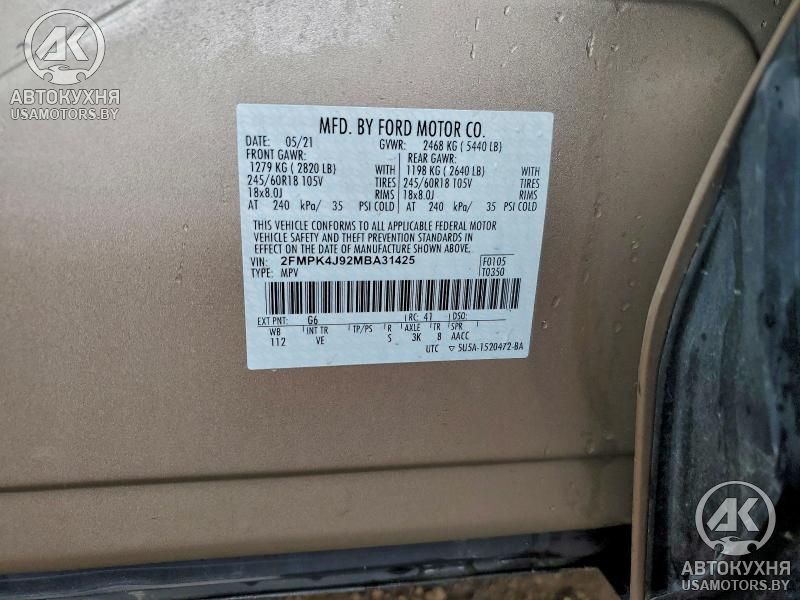 АК
АВТОКУХНЯ
USAMOTORS.BY
MFD. BY FORD MOTOR CO.
DATE: 05/21 GVWR: 2468 KG ( 5440 LB)
FRONT GAWR: REAR GAWR:
1279 KG ( 2820 LB) WITH 1198 KG ( 2640 LB) WITH
245/60R18 105V TIRES 245/60R18 105V TIRES
18x8.0J RIMS 18x8.0J RIMS
AT 240 kPa/ 35 PSI COLD AT 240 kPa/ 35 PSI COLD
THIS VEHICLE CONFORMS TO ALL APPLICABLE FEDERAL MOTOR
VEHICLE SAFETY AND THEFT PREVENTION STANDARDS IN
EFFECT ON THE DATE OF MANUFACTURE SHOWN ABOVE.
VIN: 2FMPK4J92MBA31425 F0105
TYPE: MPV T0350
EXT PNT: G6 RC: 41 DSO:
WB INT TR TP/PS R AXLE TR SPR
112 VE S 3K 8 AACC
UTC ▽ 5U5A-1520472-BA
АК
АВТОКУХНЯ
USAMOTORS.BY